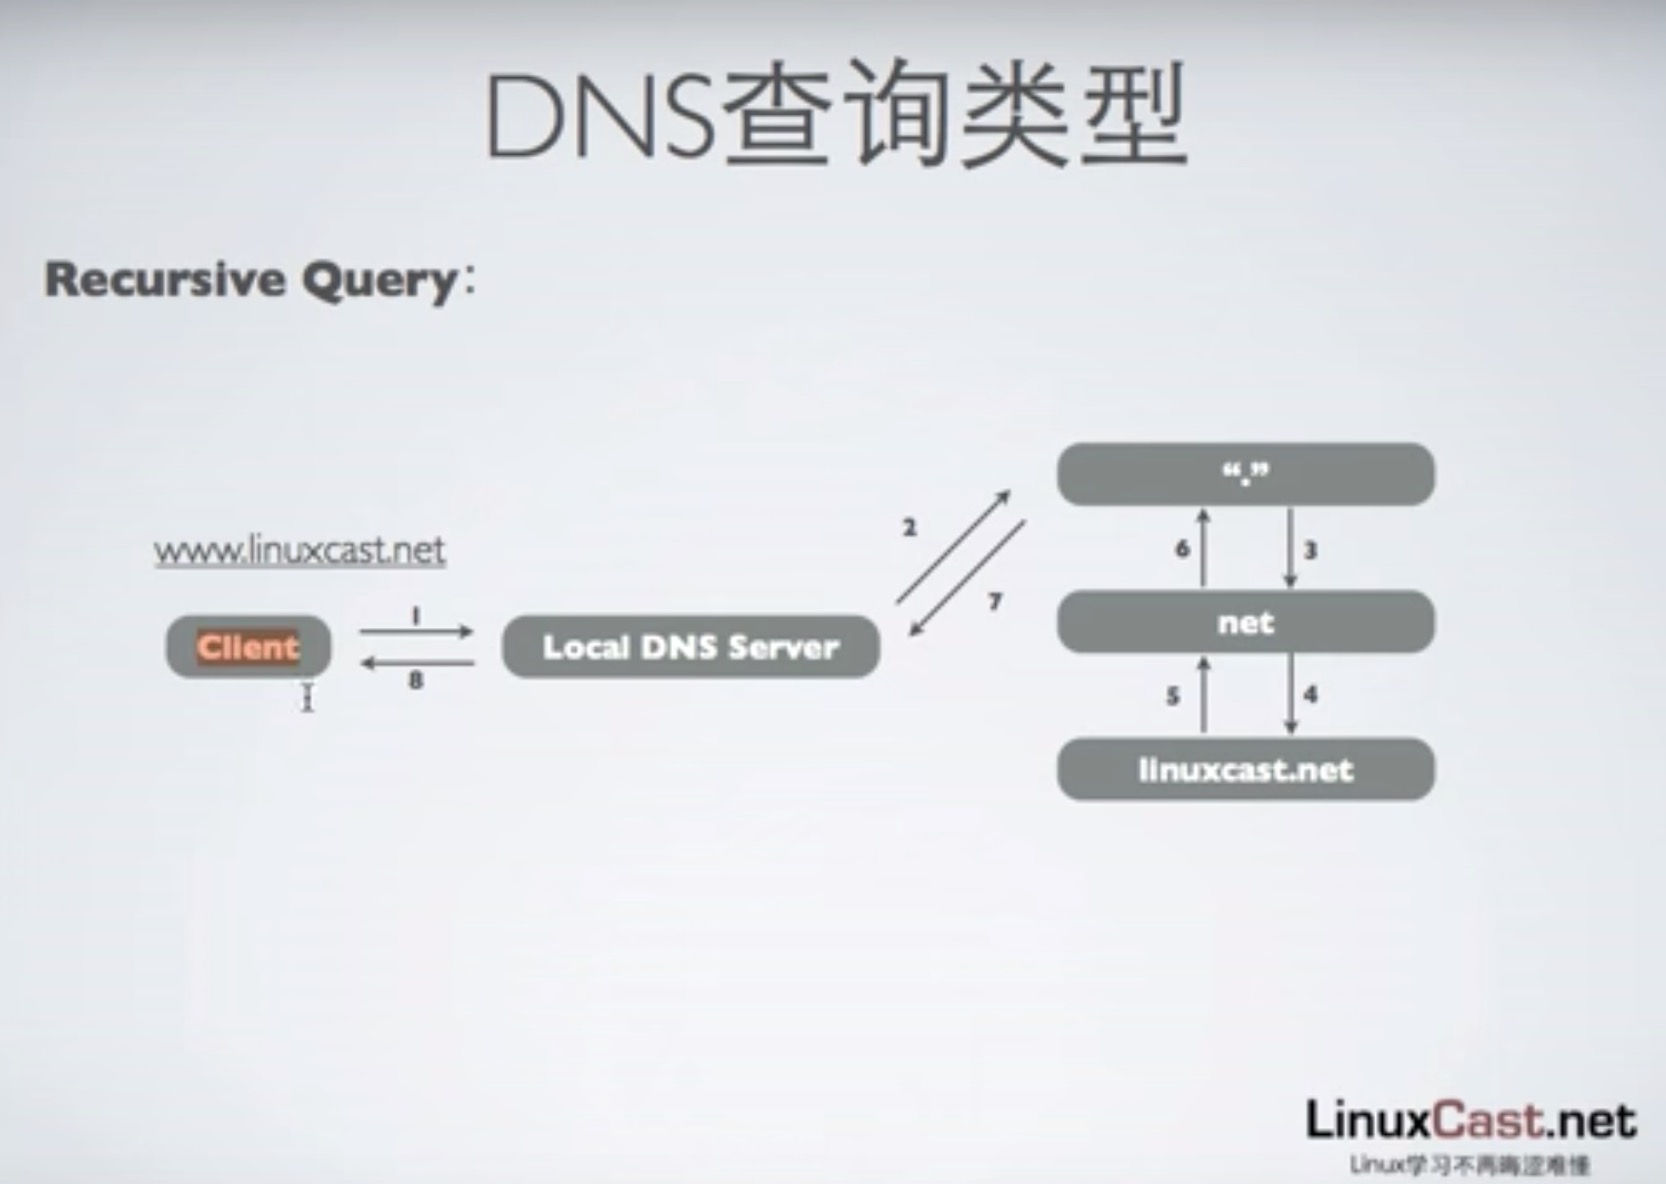 DNS查询类型
Recursive Query:
www.linuxcast.net
Client
1
8
Local DNS Server
2
7
“.”
6
3
net
5
4
linuxcast.net
LinuxCast.net
Linux学习不再晦涩难懂